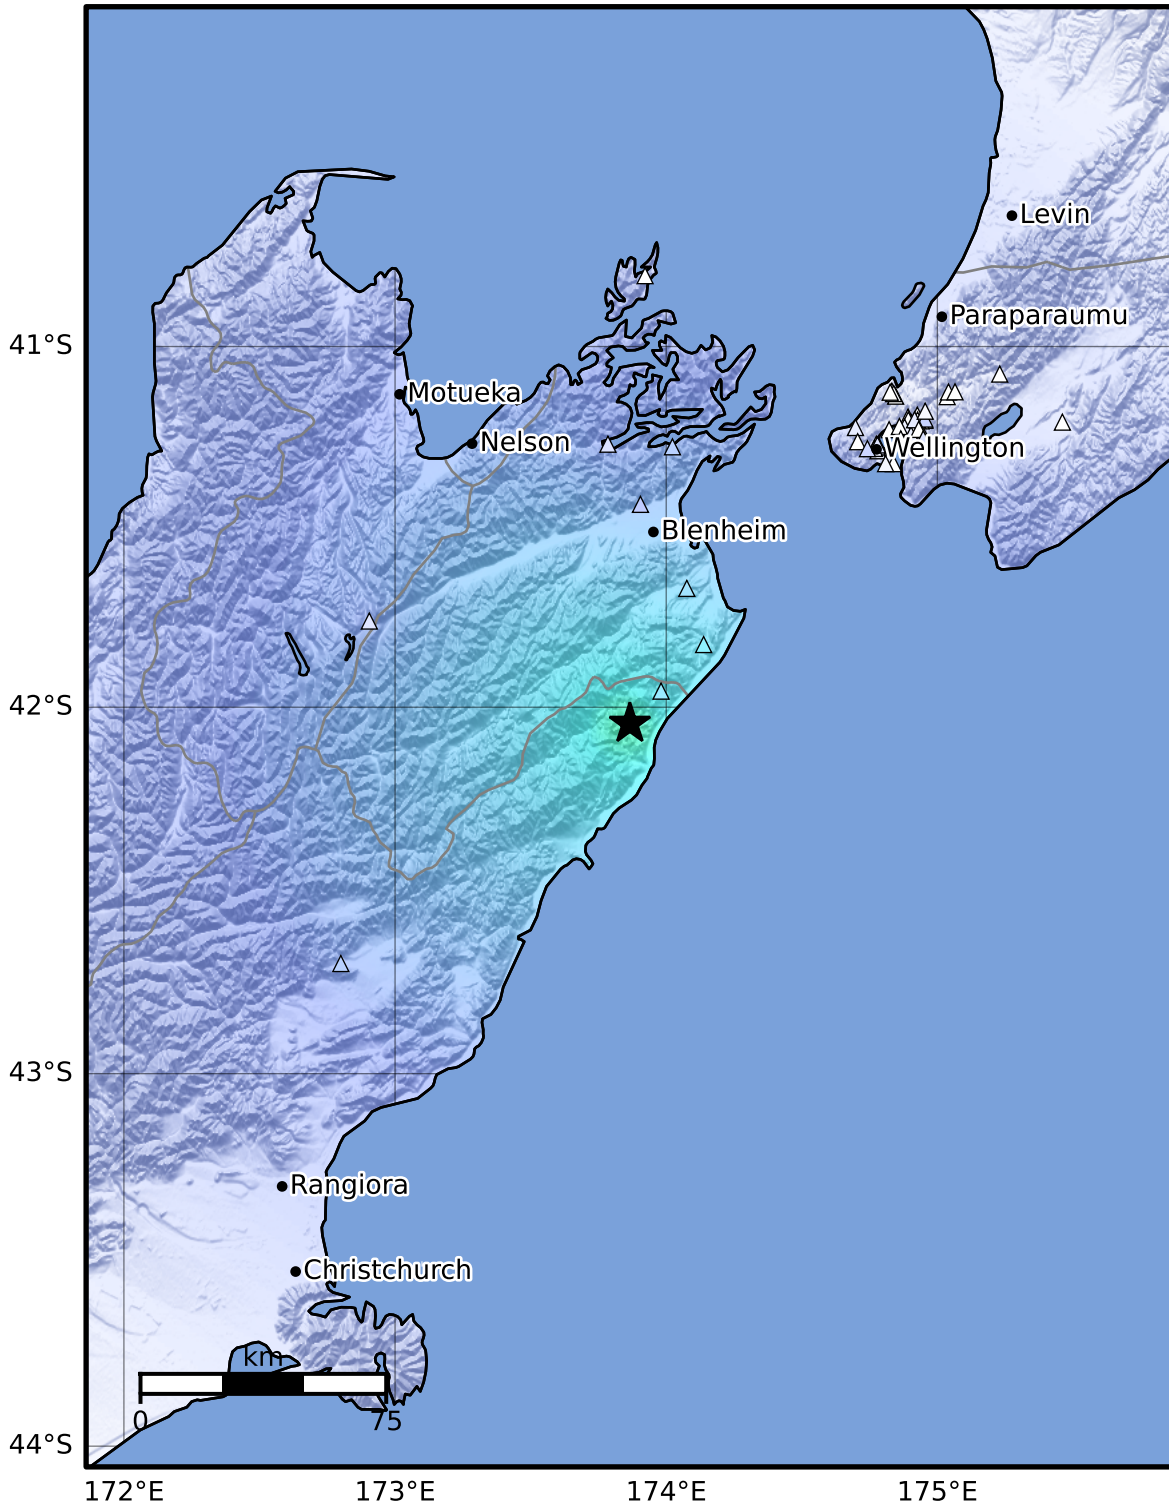 Levin
Paraparaumu
41°S
Motueka
Nelson
Wellington
Blenheim
42°S
43°S
Rangiora
Christchurch
km
0 75
44°S
172°E 173°E 174°E 175°E